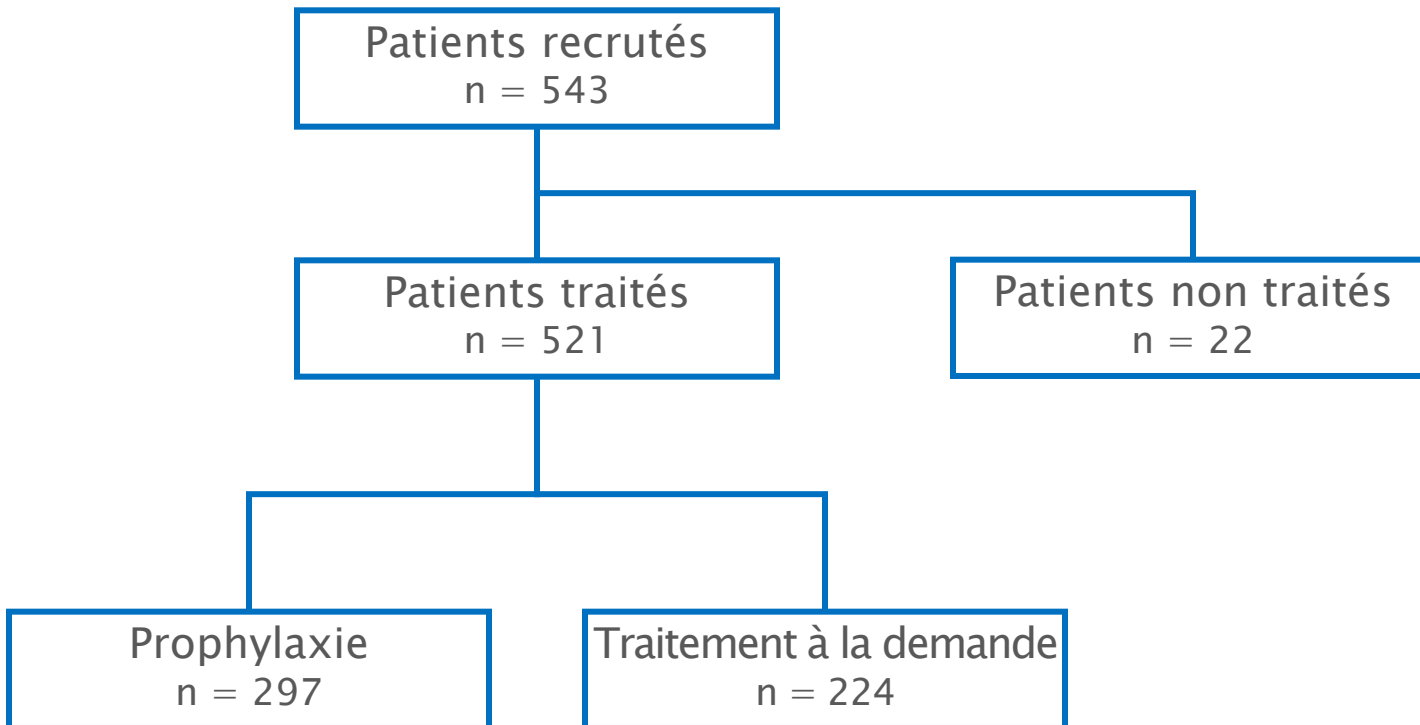 Patients recrutés
n = 543
Patients traités
n = 521
Patients non traités
n = 22
Prophylaxie
n = 297
Traitement à la demande
n = 224